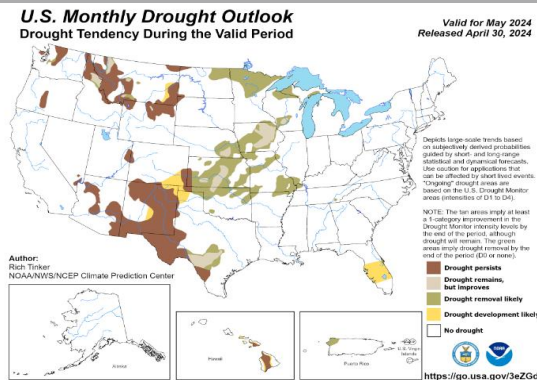 U.S. Monthly Drought Outlook
Drought Tendency During the Valid Period
Valid for May 2024
Released April 30, 2024
Depicts large-scale trends based
on subjectively derived probabilities
guided by short- and long-range
statistical and dynamical forecasts.
Use caution for applications that
can be affected by short lived events.
"Ongoing" drought areas are
based on the U.S. Drought Monitor
areas (intensities of D1 to D4).
NOTE: The tan areas imply at least
a 1-category improvement in the
Drought Monitor intensity levels by
the end of the period, although
drought will remain. The green
areas imply drought removal by the
end of the period (D0 or none).
Author:
Rich Tinker
NOAA/NWS/NCEP Climate Prediction Center
Drought persists
Drought remains,
but improves
Drought removal likely
Drought development likely
No drought
Alaska
Hawaii
Puerto Rico
U.S. Virgin
Islands
https://go.usa.gov/3eZGd